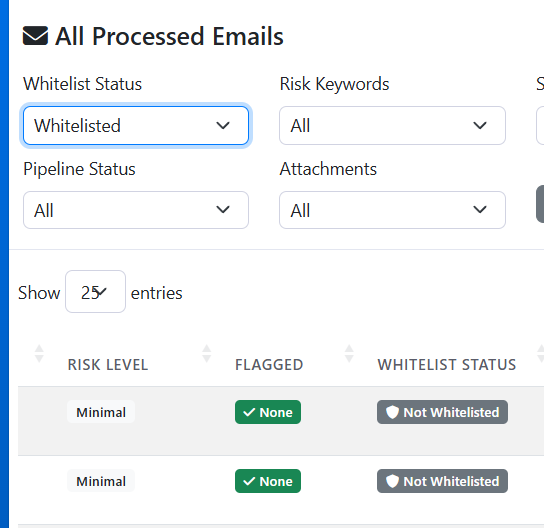 All Processed Emails
Whitelist Status Risk Keywords S
Whitelisted All
Pipeline Status Attachments
All All
Show 25 entries
RISK LEVEL FLAGGED WHITELIST STATUS
Minimal None Not Whitelisted
Minimal None Not Whitelisted